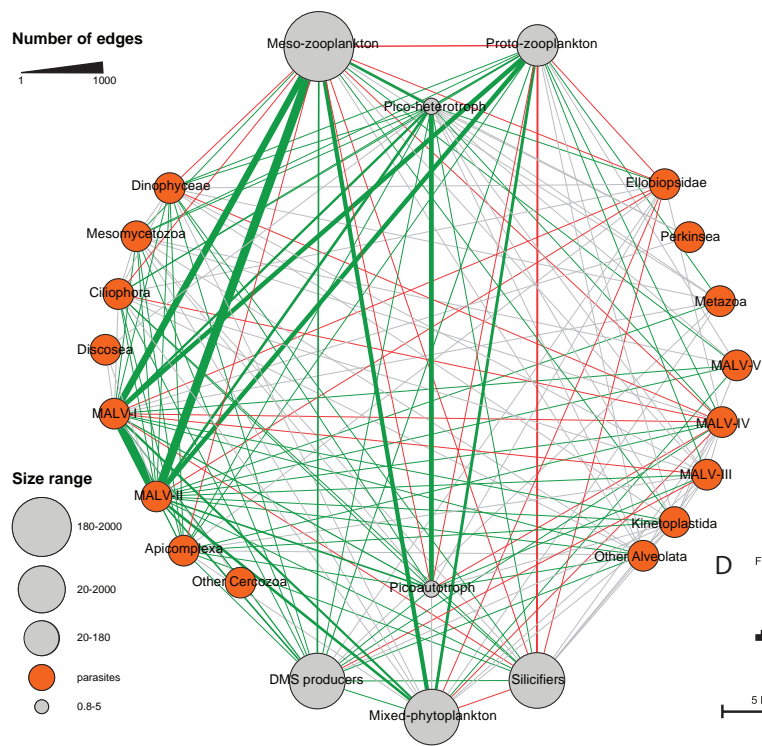 Number of edges
1
1000
Meso-zooplankton
Proto-zooplankton
Pico-heterotroph
Dinophyceae
Ellobiopsidae
Mesomycetozoa
Perkinsea
Ciliophora
Metazoa
Discosea
MALV-V
MALV-I
MALV-IV
MALV-II
MALV-III
Kinetoplastida
Apicomplexa
Other Alveolata
Other Cercozoa
Picoautotroph
DMS producers
Silicifiers
Mixed-phytoplankton
Size range
180-2000
20-2000
20-180
parasites
0.8-5
D
F
5